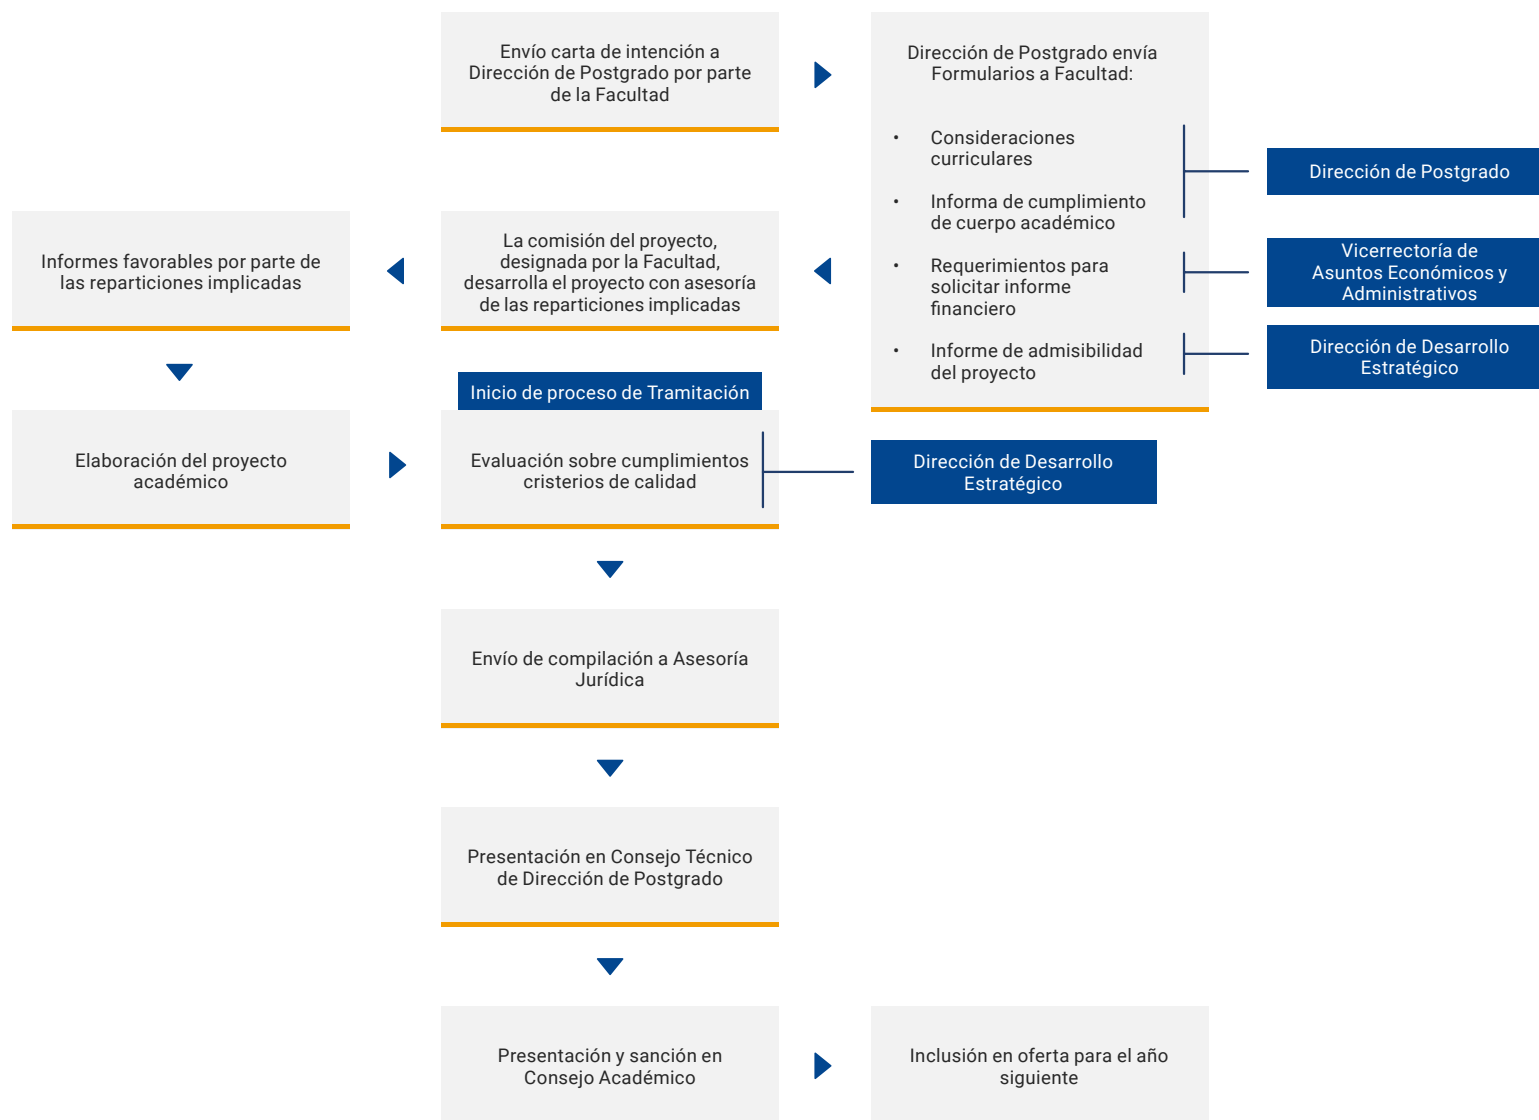 Envío carta de intención a
Dirección de Postgrado por parte
de la Facultad
Dirección de Postgrado envía
Formularios a Facultad:
• Consideraciones
curriculares
• Informa de cumplimiento
de cuerpo académico
• Requerimientos para
solicitar informe
financiero
• Informe de admisibilidad
del proyecto
Dirección de Postgrado
Vicerrectoría de
Asuntos Económicos y
Administrativos
Dirección de Desarrollo
Estratégico
La comisión del proyecto,
designada por la Facultad,
desarrolla el proyecto con asesoría
de las reparticiones implicadas
Informes favorables por parte de
las reparticiones implicadas
Elaboración del proyecto
académico
Inicio de proceso de Tramitación
Evaluación sobre cumplimientos
cristerios de calidad
Dirección de Desarrollo
Estratégico
Envío de compilación a Asesoría
Jurídica
Presentación en Consejo Técnico
de Dirección de Postgrado
Presentación y sanción en
Consejo Académico
Inclusión en oferta para el año
siguiente